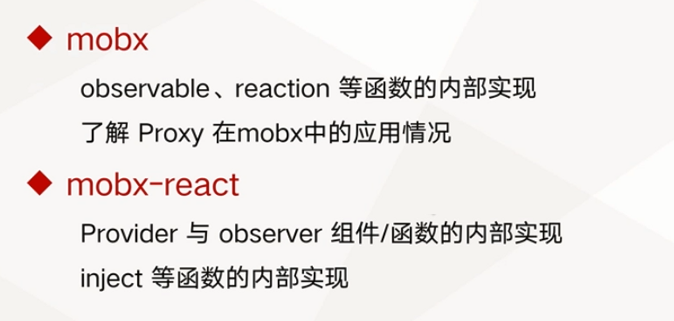 mobx
observable、reaction 等函数的内部实现
了解 Proxy 在mobx中的应用情况
mobx-react
Provider 与 observer 组件/函数的内部实现
inject 等函数的内部实现